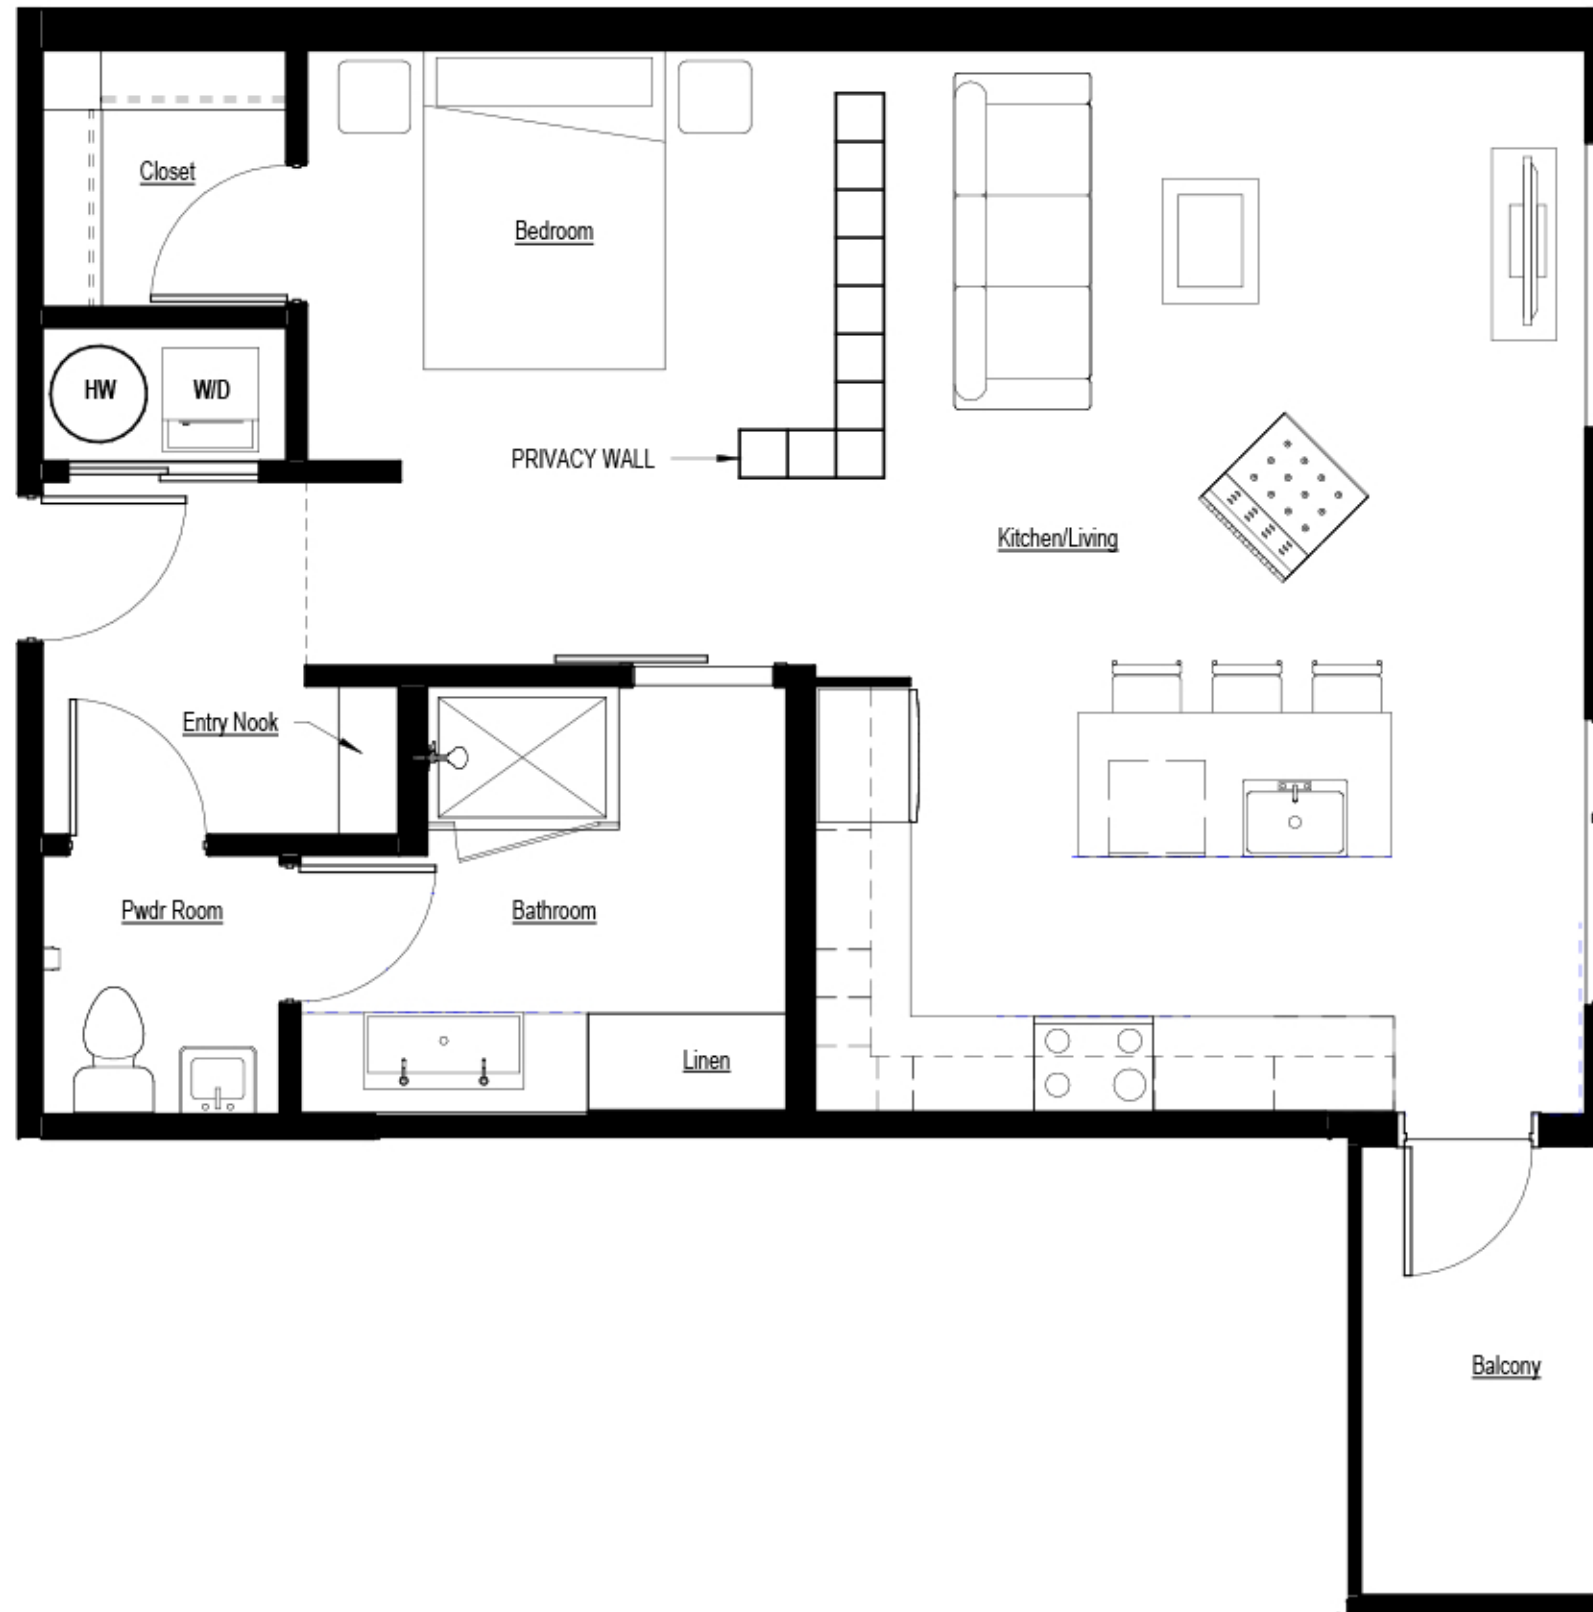 Closet
Bedroom
HW
W/D
PRIVACY WALL
Kitchen/Living
Entry Nook
Pwdr Room
Bathroom
Linen
Balcony